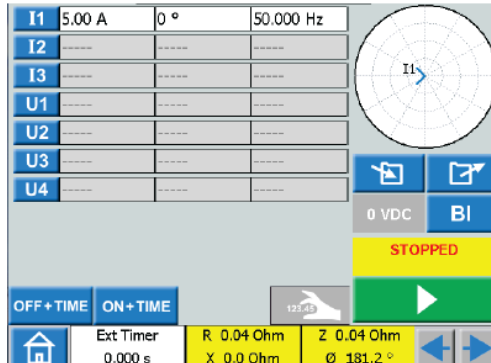 I1 5.00 A 0 ° 50.000 Hz
I2 ----- ----- -----
I3 ----- ----- -----
U1 ----- ----- -----
U2 ----- ----- -----
U3 ----- ----- -----
U4 ----- ----- -----
I1
0 VDC BI
STOPPED
OFF+TIME ON+TIME 123.45
Ext Timer R 0.04 Ohm Z 0.04 Ohm
0.000 s X 0.0 Ohm Ø 181.2 °